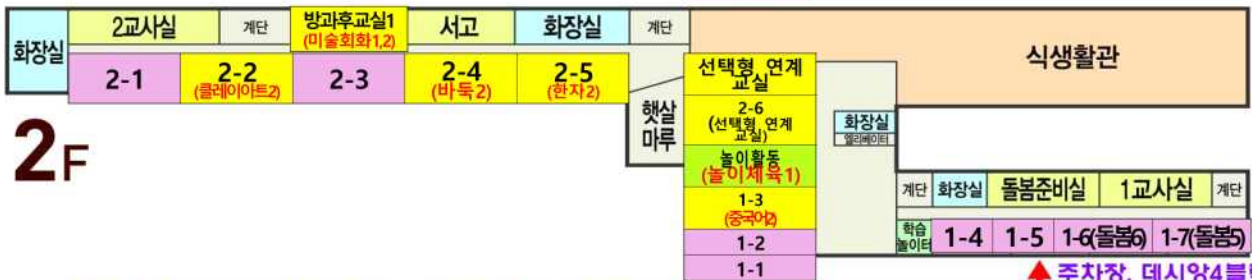 화장실
2교사실
계단
방과후교실1
(미술회화1,2)
서고
화장실
계단
식생활관
2-1
2-2
(클레이아트2)
2-3
2-4
(바둑2)
2-5
(한자2)
2F
햇살
마루
선택형 연계
교실
2-6
(선택형 연계
교실)
놀이활동
(놀이체육1)
1-3
(중국어2)
1-2
1-1
화장실
엘리베이터
계단
화장실
돌봄준비실
1교사실
계단
학습
놀이터
1-4
1-5
1-6(돌봄6)
1-7(돌봄5)
▲ 주차장, 데시앙4블